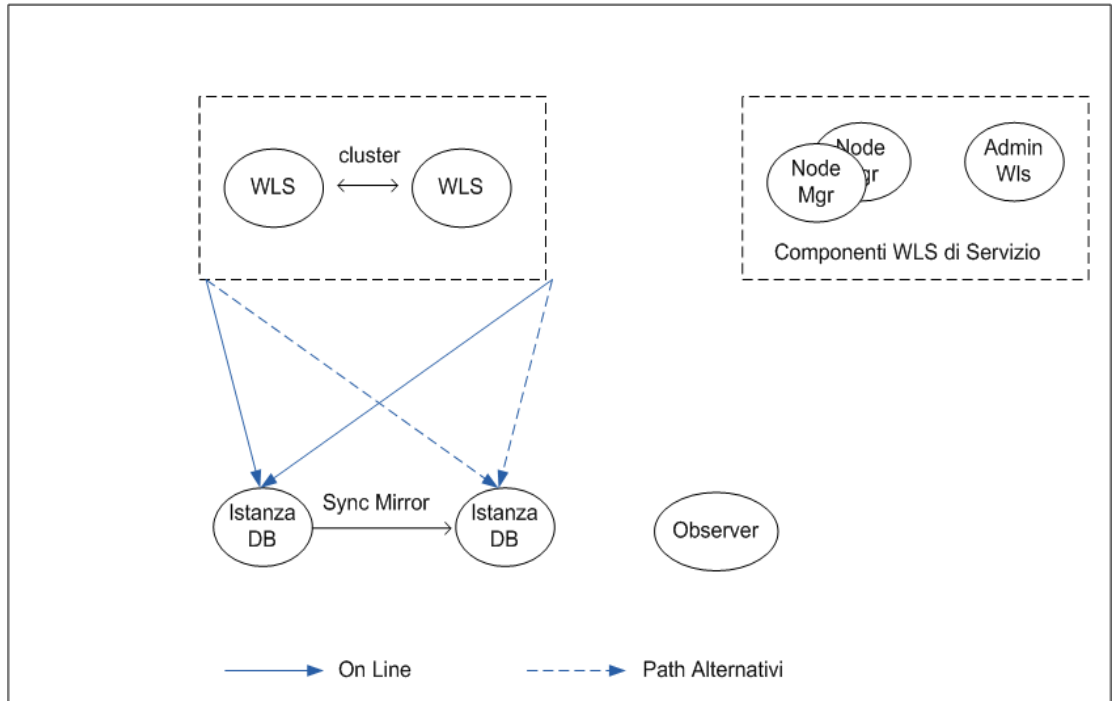 cluster
WLS
WLS
Node
gr
Node
Mgr
Admin
Wls
Componenti WLS di Servizio
Istanza
DB
Sync Mirror
Istanza
DB
Observer
On Line
Path Alternativi